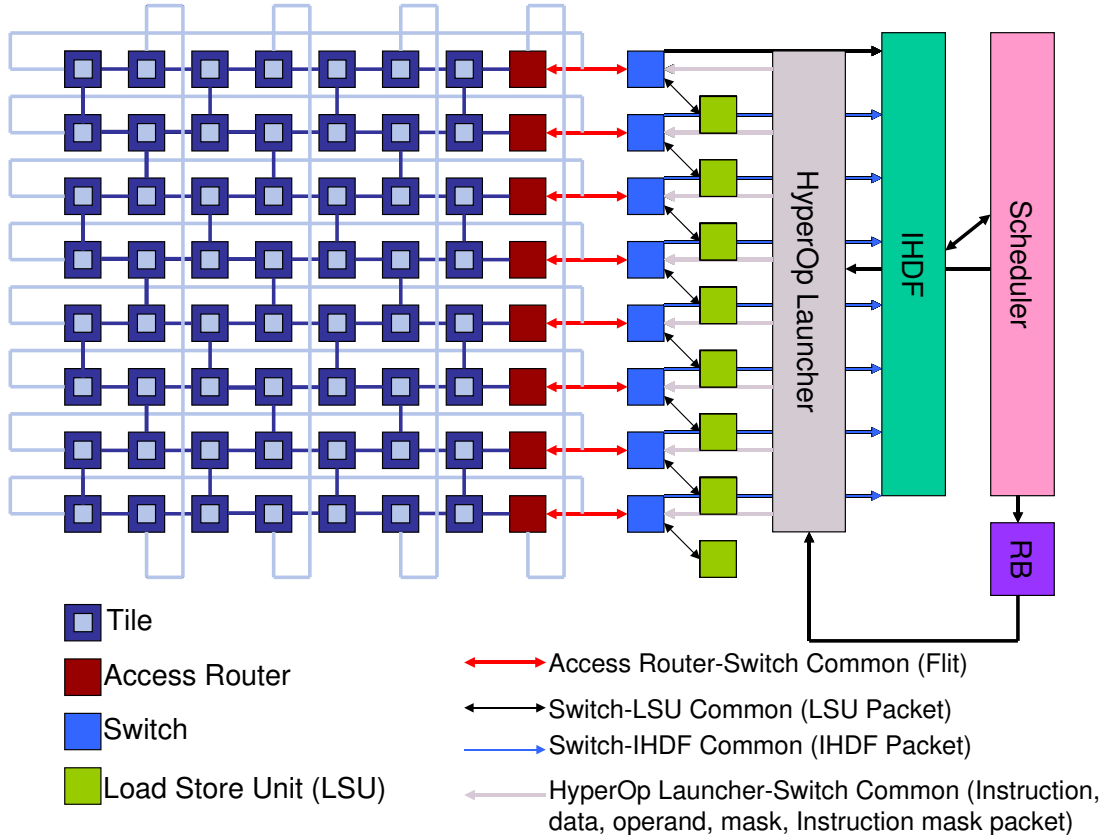 HyperOp Launcher
IHDF
Scheduler
RB
Tile
Access Router
Switch
Load Store Unit (LSU)
Access Router-Switch Common (Flit)
Switch-LSU Common (LSU Packet)
Switch-IHDF Common (IHDF Packet)
HyperOp Launcher-Switch Common (Instruction,
data, operand, mask, Instruction mask packet)